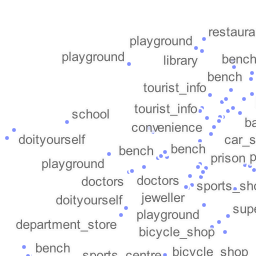 restaura
playground
playground
library
bench
bench
tourist_info
tourist_info
school
convenience
ba
doityourself
car_s
bench
bench
playground
prison
p
doctors
doctors
sports_sho
doityourself
jeweller
playground
supe
department_store
bicycle_shop
bench
sports_centre
bicycle_shop